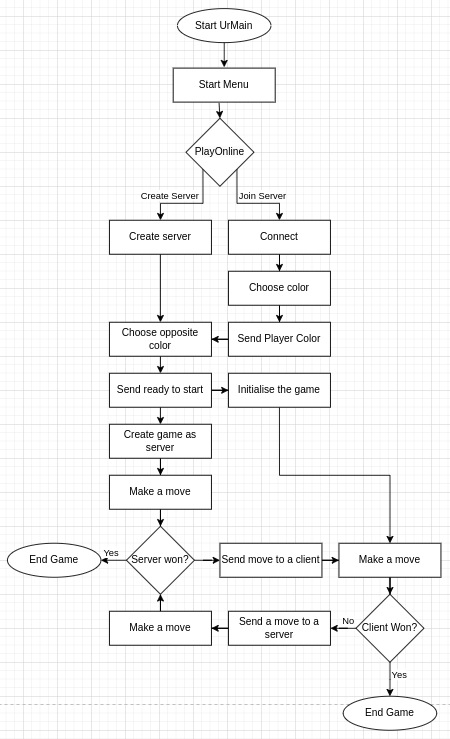 Start UrMain
Start Menu
PlayOnline
Create Server
Join Server
Create server
Connect
Choose color
Choose opposite
color
Send Player Color
Send ready to start
Initialise the game
Create game as
server
Make a move
End Game
Yes
Server won?
Send move to a client
Make a move
Make a move
Send a move to a
server
No
Client Won?
Yes
End Game